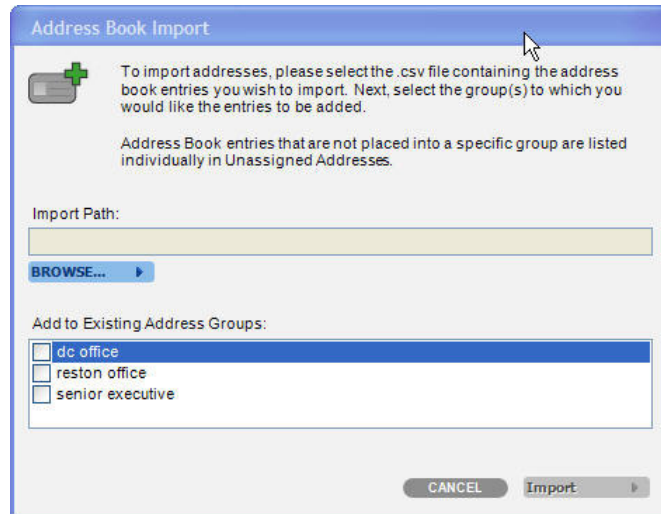 Address Book Import
To import addresses, please select the .csv file containing the address
book entries you wish to import. Next, select the group(s) to which you
would like the entries to be added.
Address Book entries that are not placed into a specific group are listed
individually in Unassigned Addresses.
Import Path:
BROWSE...
Add to Existing Address Groups:
dc office
reston office
senior executive
CANCEL Import